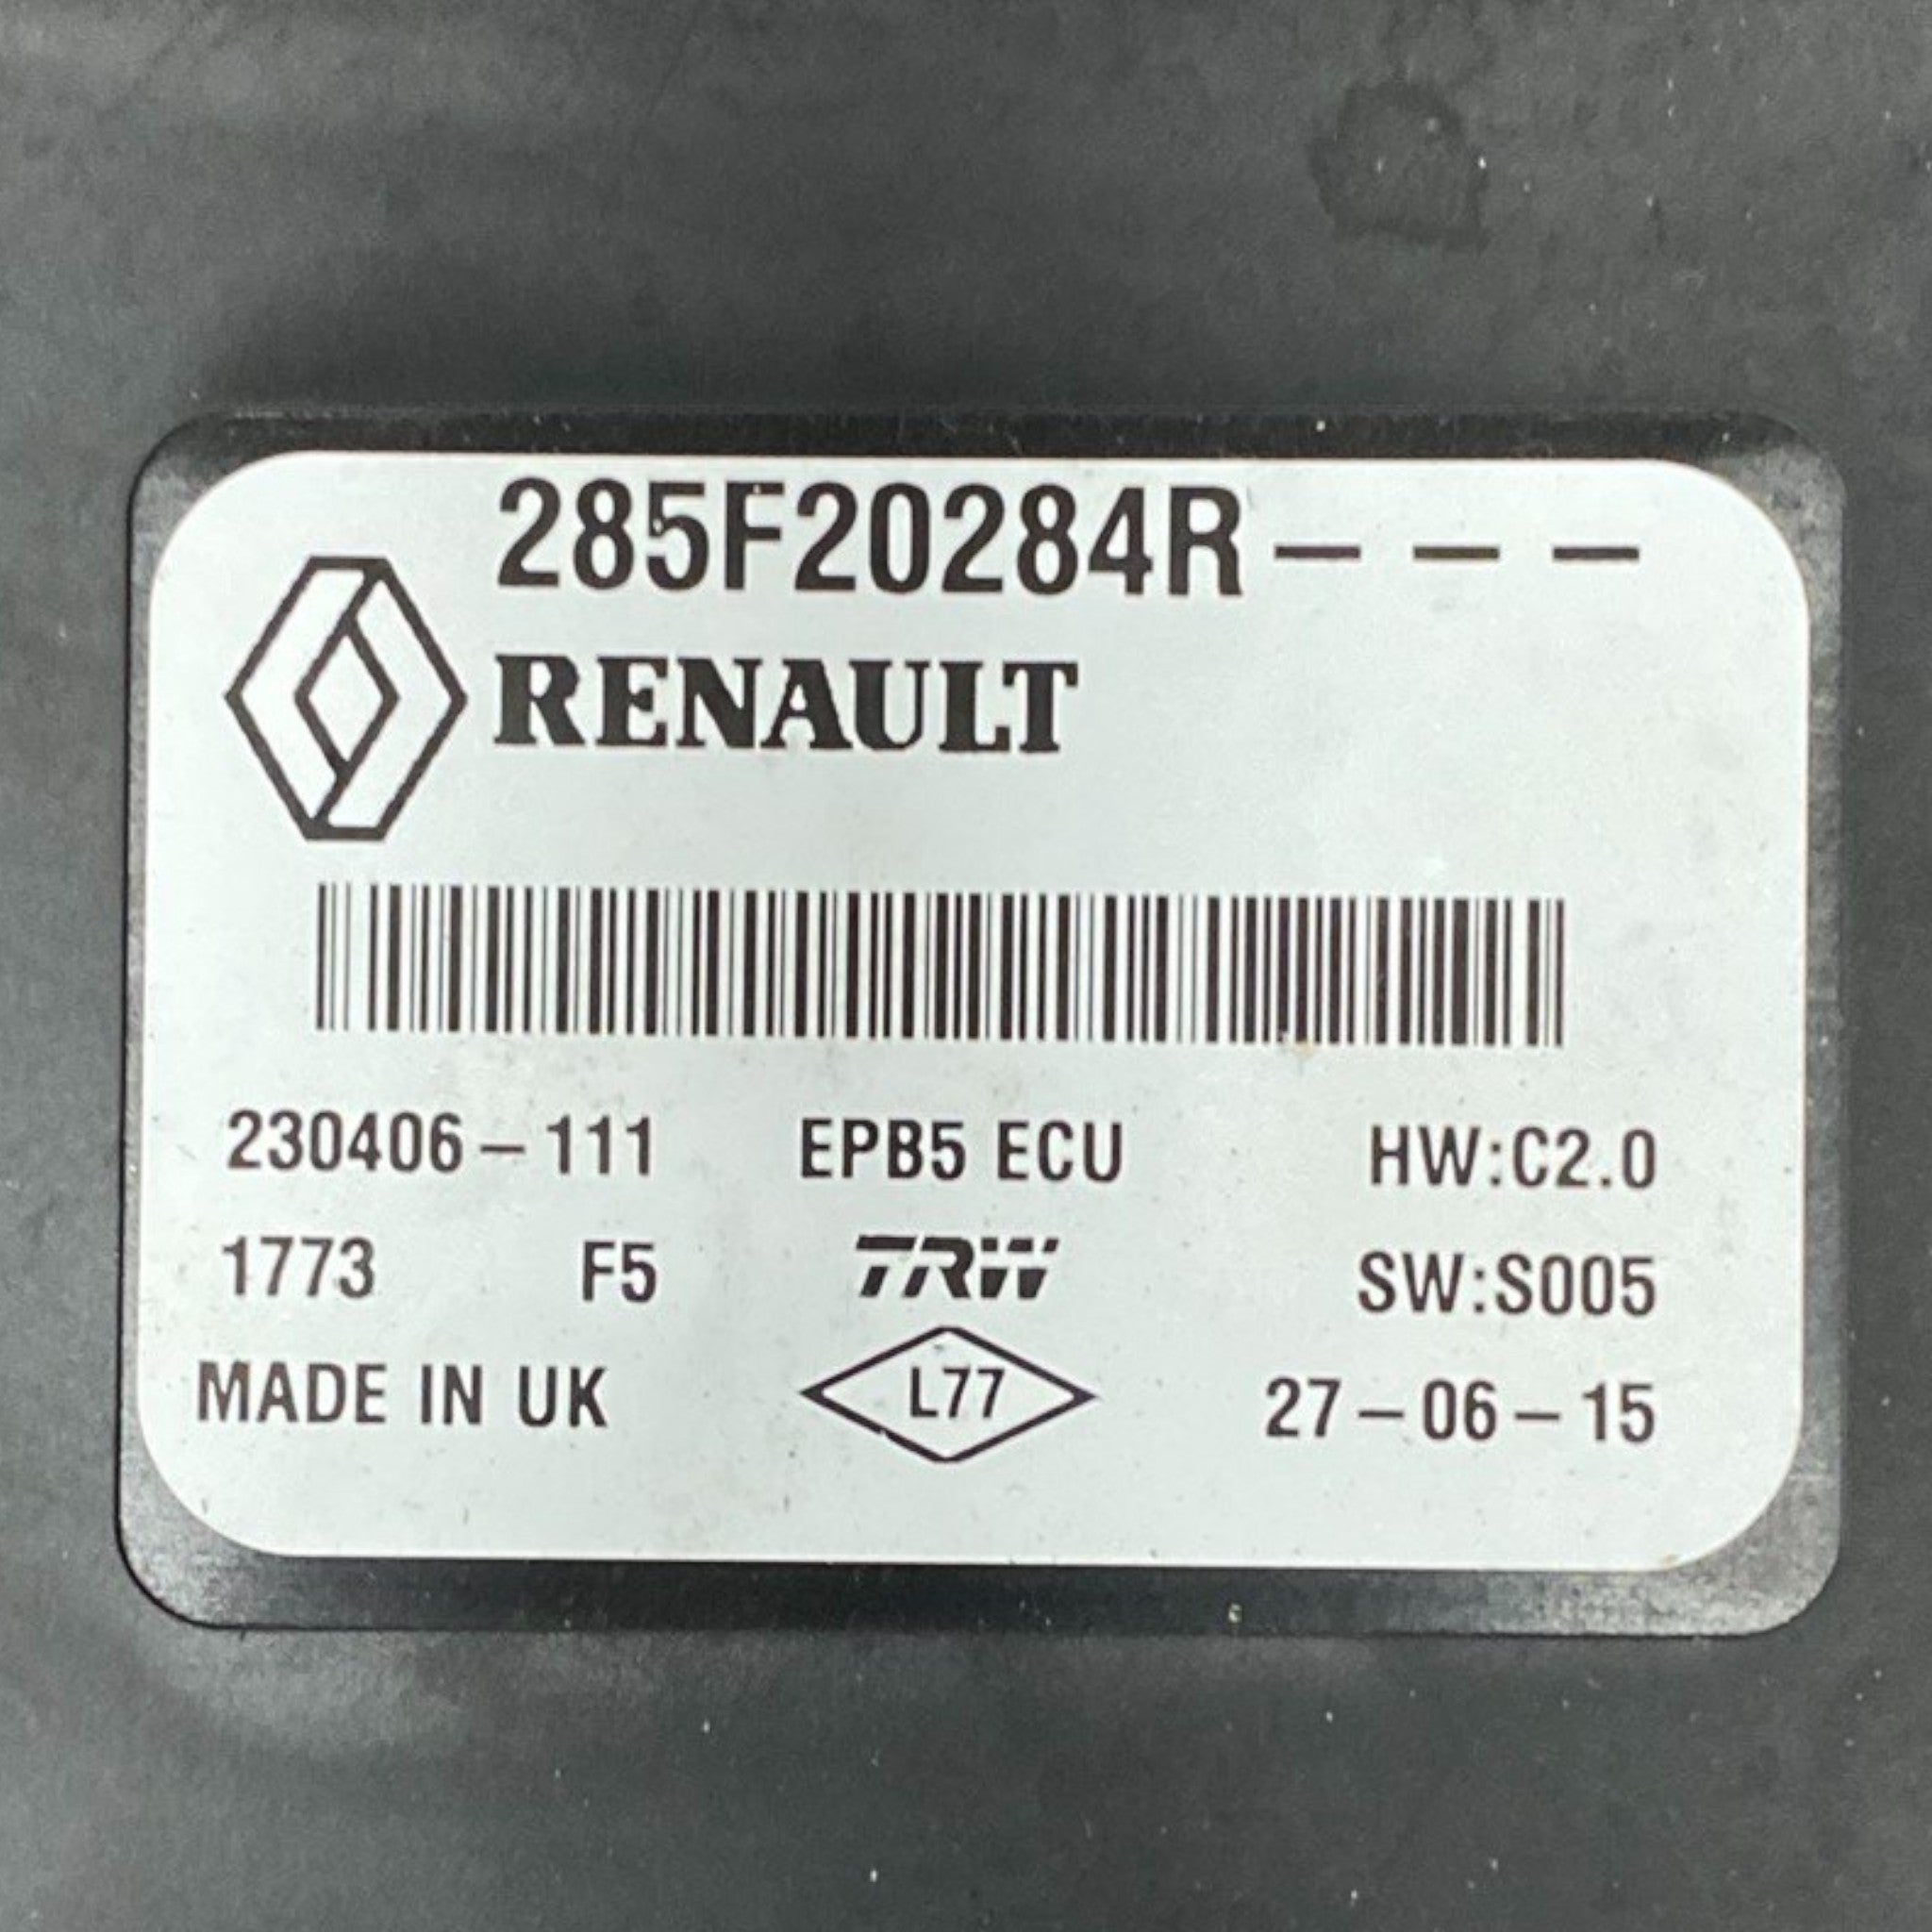 285F20284R---
RENAULT
230406-111 EPB5 ECU HW:C2.0
1773 F5 TRW SW:S005
MADE IN UK L77 27-06-15